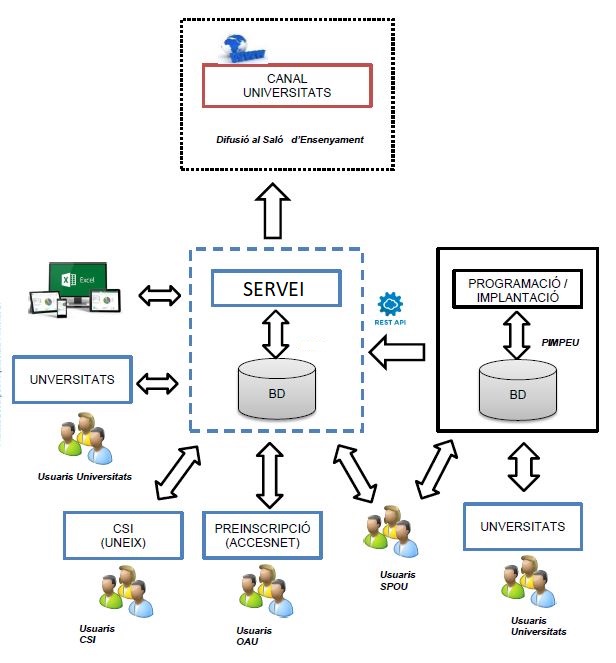 CANAL
UNIVERSITATS
Difusió al Saló d'Ensenyament
SERVEI
BD
Excel
REST API
PROGRAMACIÓ /
IMPLANTACIÓ
PIMPEU
BD
UNVERSITATS
Usuaris Universitats
CSI
(UNEIX)
Usuaris
CSI
PREINSCRIPCIÓ
(ACCESNET)
Usuaris
OAU
Usuaris
SPOU
UNVERSITATS
Usuaris
Universitats